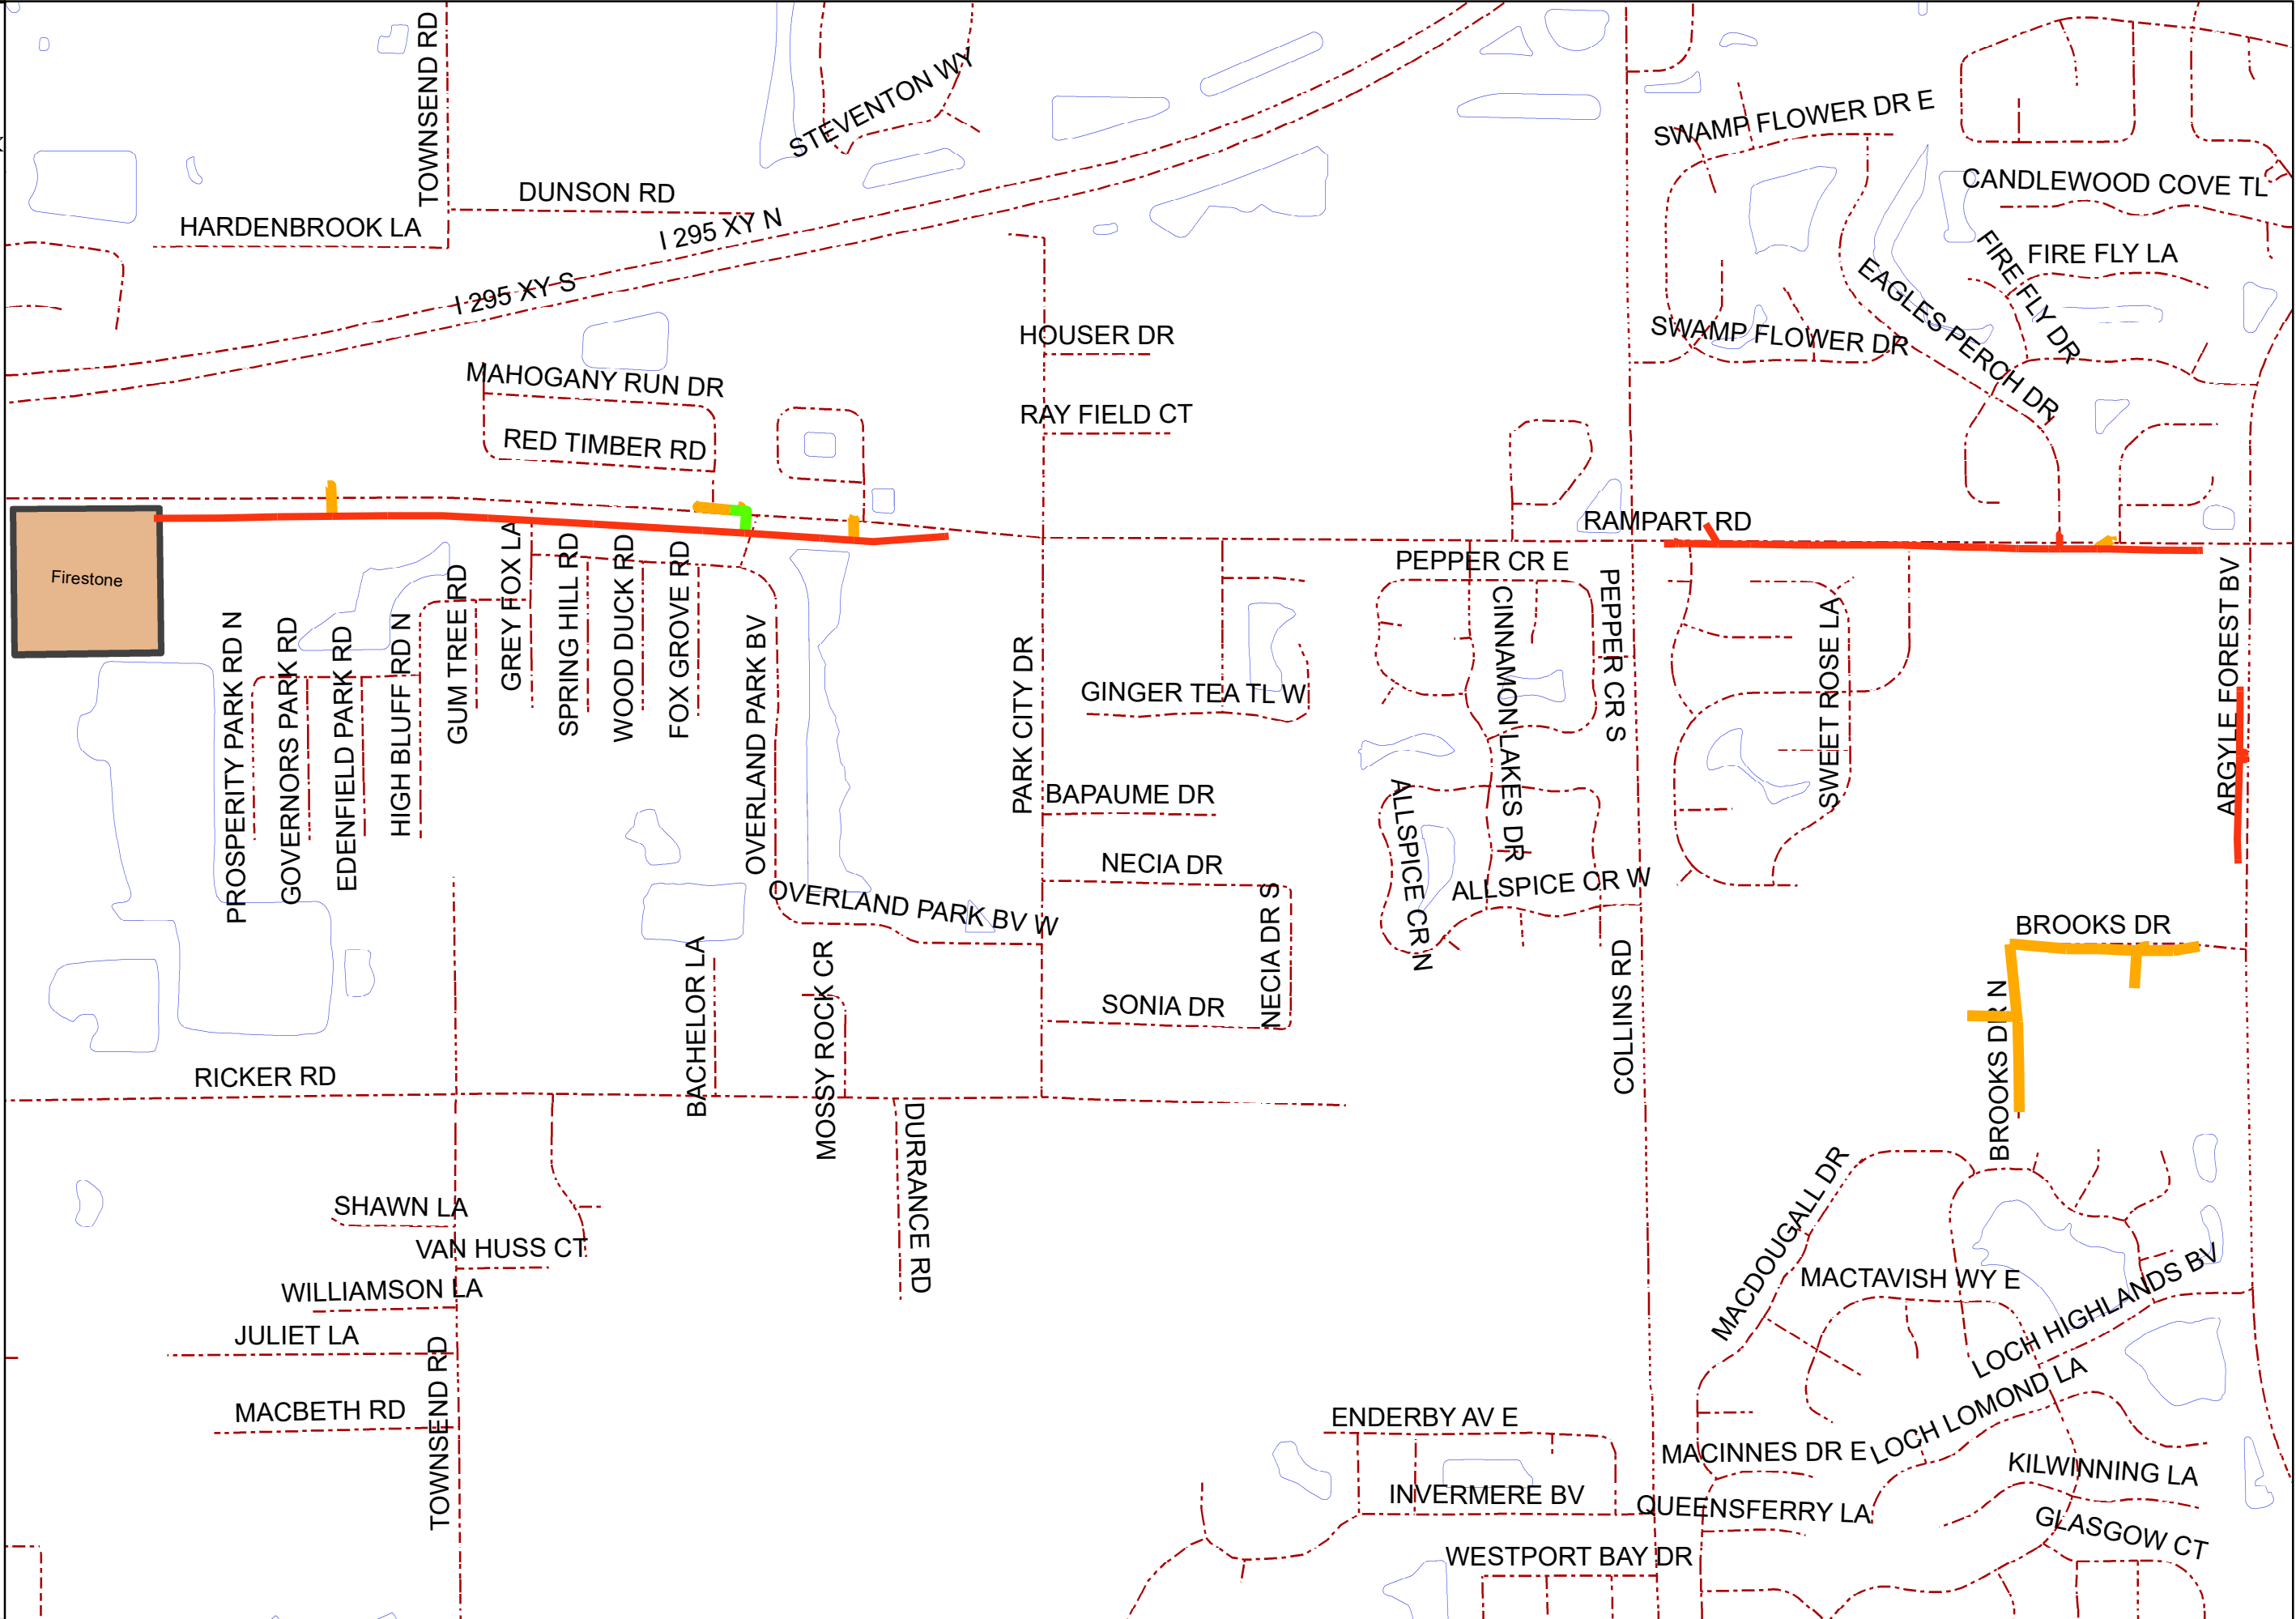 TOWNSEND RD
STEVENTON WY
SWAMP FLOWER DR E
DUNSON RD
CANDLEWOOD COVE TL
HARDENBROOK LA
I 295 XY N
FIRE FLY LA
FIRE FLY DR
I 295 XY S
EAGLES PERCH DR
HOUSER DR
SWAMP FLOWER DR
MAHOGANY RUN DR
RAY FIELD CT
RED TIMBER RD
RAMPART RD
Firestone
PEPPER CR E
PROSPERITY PARK RD N
GOVERNORS PARK RD
EDENFIELD PARK RD
HIGH BLUFF RD N
GUM TREE RD
GREY FOX LA
SPRING HILL RD
WOOD DUCK RD
FOX GROVE RD
OVERLAND PARK BV
PARK CITY DR
GINGER TEA TL W
CINNAMON LAKES DR
PEPPER CR S
SWEET ROSE LA
ARGYLE FOREST BV
BAPAUME DR
ALLSPICE CR N
NECIA DR
ALLSPICE CR W
OVERLAND PARK BV W
NECIA DR S
BROOKS DR
BACHELOR LA
MOSSY ROCK CR
SONIA DR
COLLINS RD
BROOKS DR N
RICKER RD
DURRANCE RD
MACDOUGALL DR
SHAWN LA
VAN HUSS CT
WILLIAMSON LA
MACTAVISH WY E
LOCH HIGHLANDS BV
JULIET LA
TOWNSEND RD
MACBETH RD
LOCH LOMOND LA
ENDERBY AV E
MACINNES DR E
KILWINNING LA
INVERMERE BV
QUEENSFERRY LA
GLASGOW CT
WESTPORT BAY DR